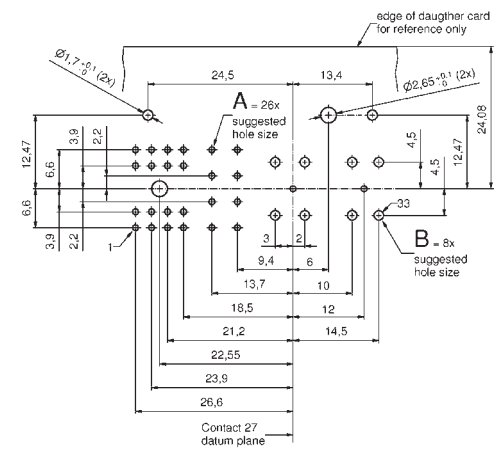 edge of daugther card
for reference only
24,5
13,4
Ø1,7 +0,1 -0 (2x)
Ø2,65 +0,1 -0 (2x)
A = 26x
suggested
hole size
24,08
12,47
6,6
3,9
2,2
4,5
4,5
12,47
6,6
3,9
2,2
1
33
3
2
B = 8x
suggested
hole size
9,4
6
13,7
10
18,5
12
21,2
14,5
22,55
23,9
26,6
Contact 27
datum plane